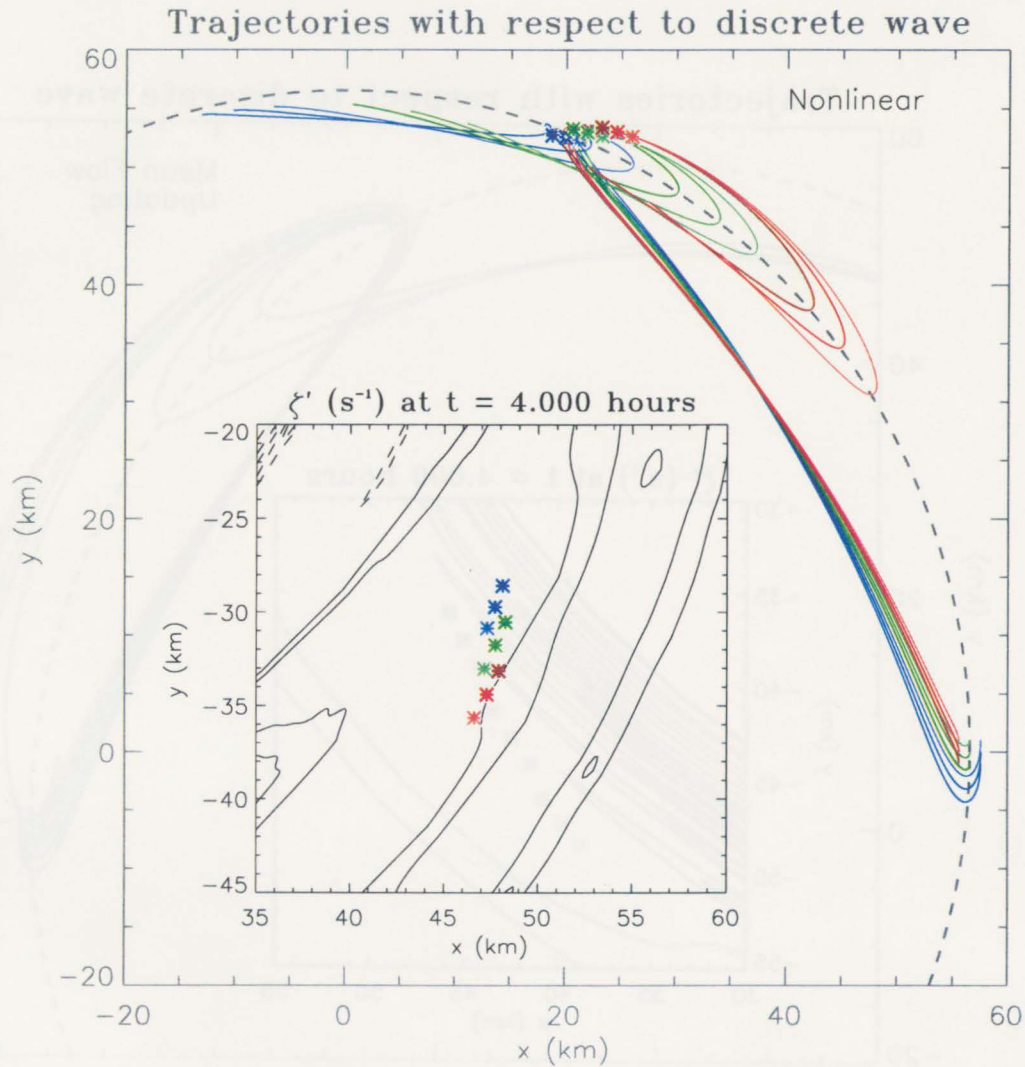 Trajectories with respect to discrete wave
60
Nonlinear
40
20
0
−20
y (km)
−20 0 20 40 60
x (km)
ζ' (s⁻¹) at t = 4.000 hours
−20
−25
−30
−35
−40
−45
y (km)
35 40 45 50 55 60
x (km)